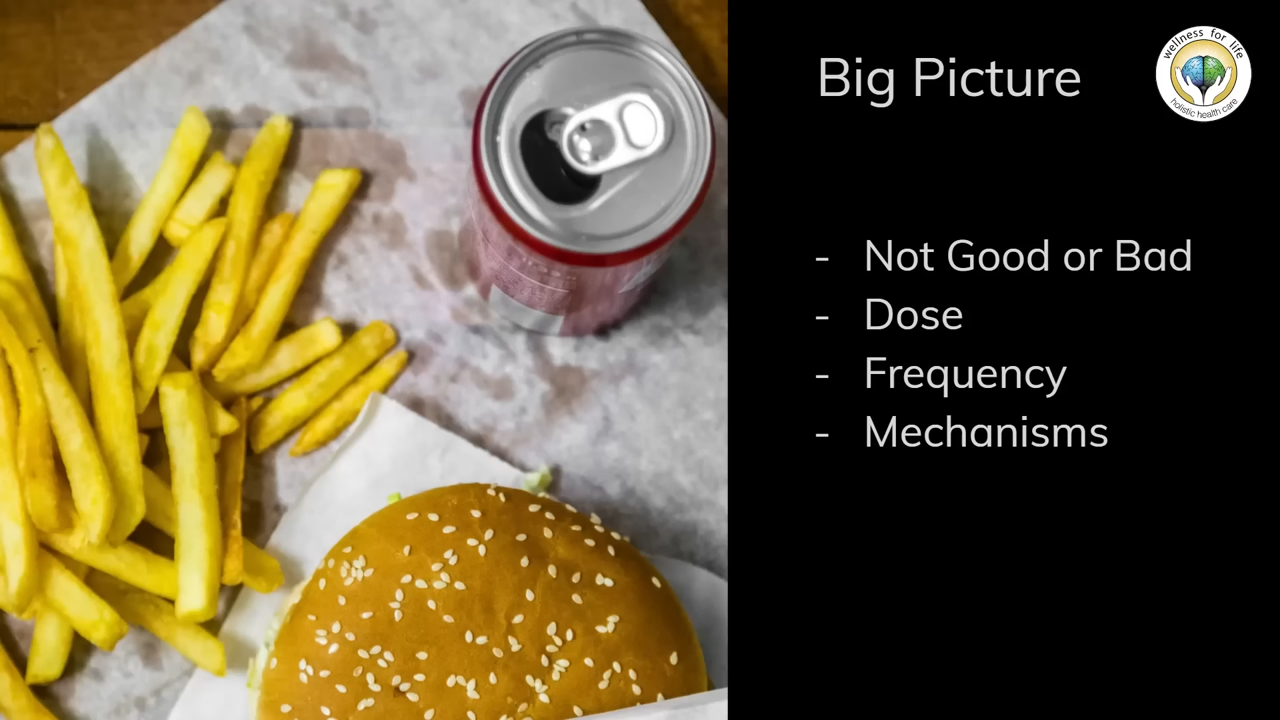 Big Picture
wellness for life
holistic health care
- Not Good or Bad
- Dose
- Frequency
- Mechanisms